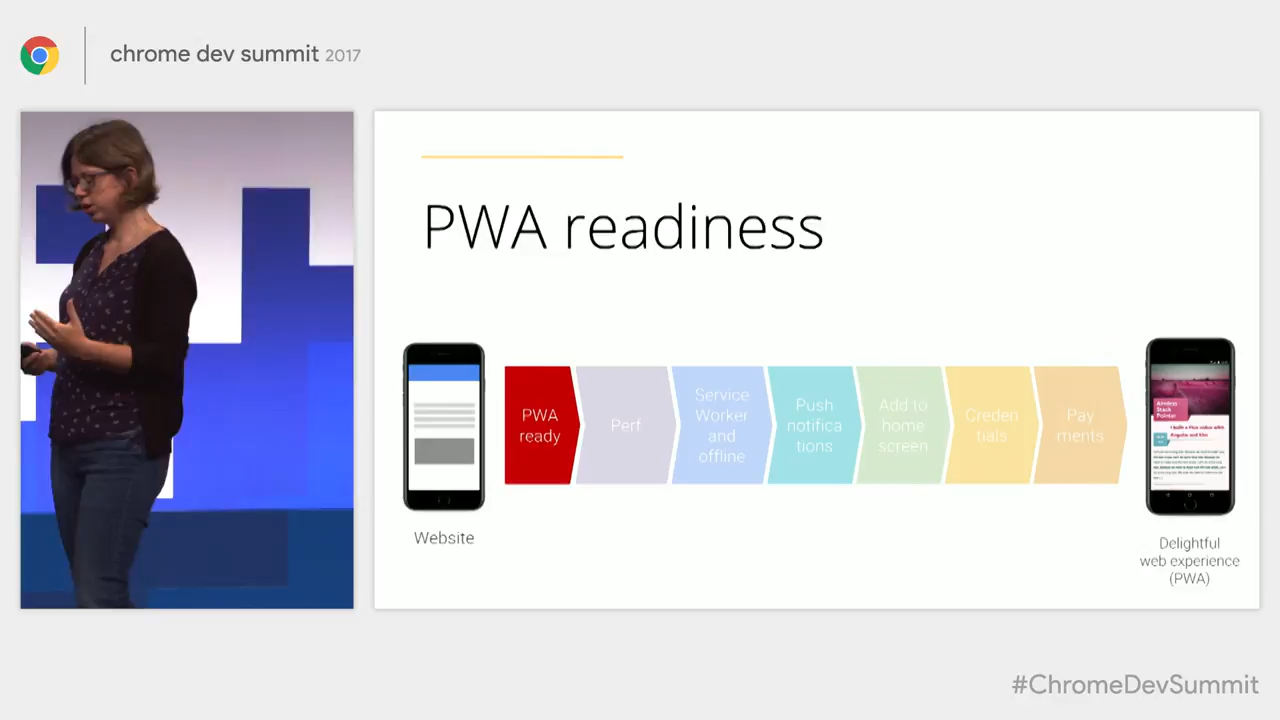 chrome dev summit 2017
PWA readiness
PWA
ready
Perf
Service
Worker
and
offline
Push
notifica
tions
Add to
home
screen
Creden
tials
Pay
ments
Website
Delightful
web experience
(PWA)
#ChromeDevSummit